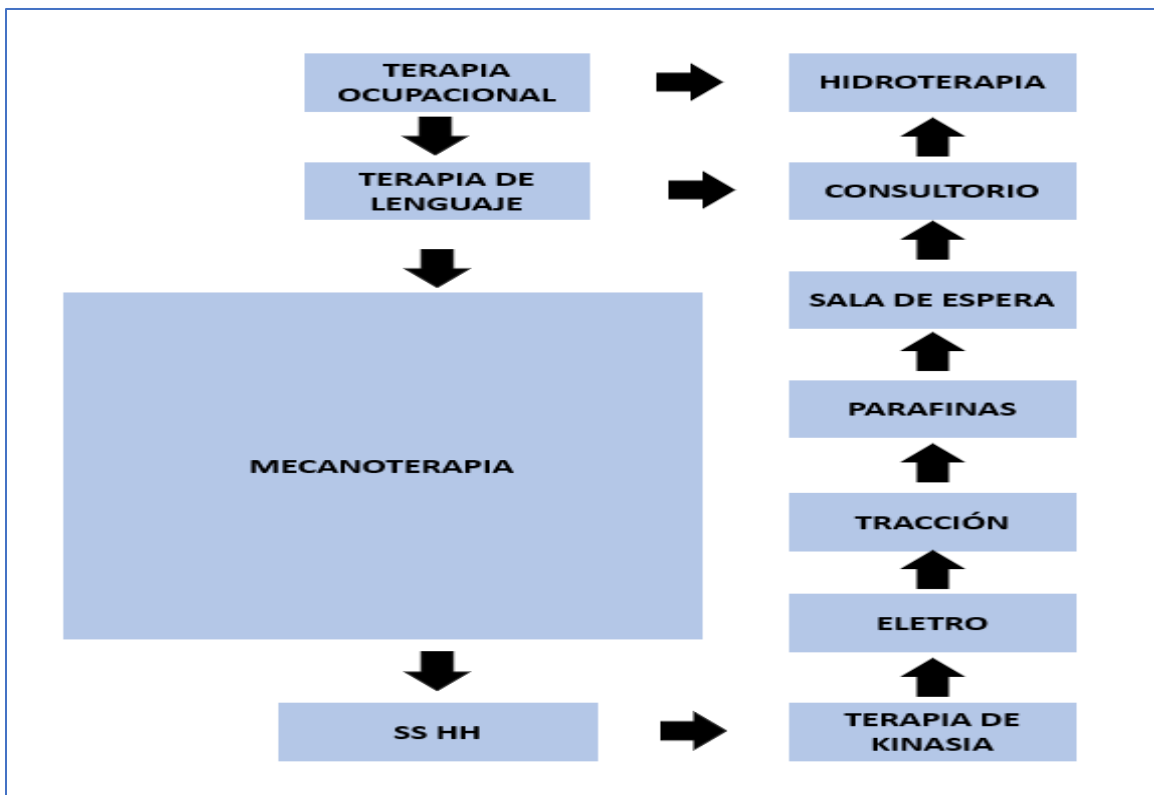 TERAPIA
OCUPACIONAL
HIDROTERAPIA
TERAPIA DE
LENGUAJE
CONSULTORIO
SALA DE ESPERA
PARAFINAS
MECANOTERAPIA
TRACCIÓN
ELETRO
SS HH
TERAPIA DE
KINASIA